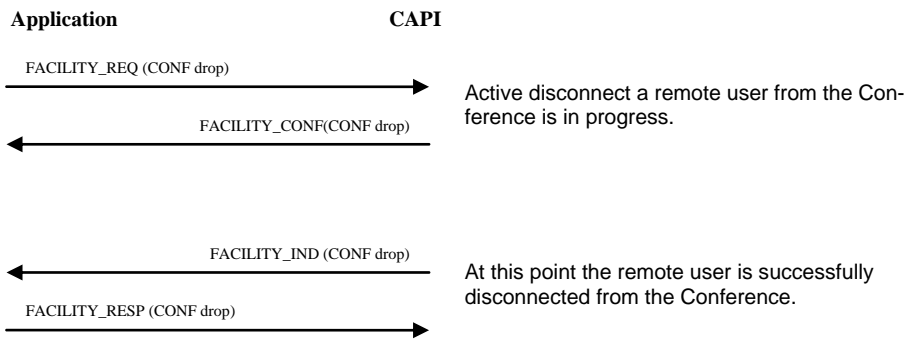 Application CAPI
FACILITY_REQ (CONF drop)
Active disconnect a remote user from the Con-
ference is in progress.
FACILITY_CONF(CONF drop)
FACILITY_IND (CONF drop)
At this point the remote user is successfully
disconnected from the Conference.
FACILITY_RESP (CONF drop)